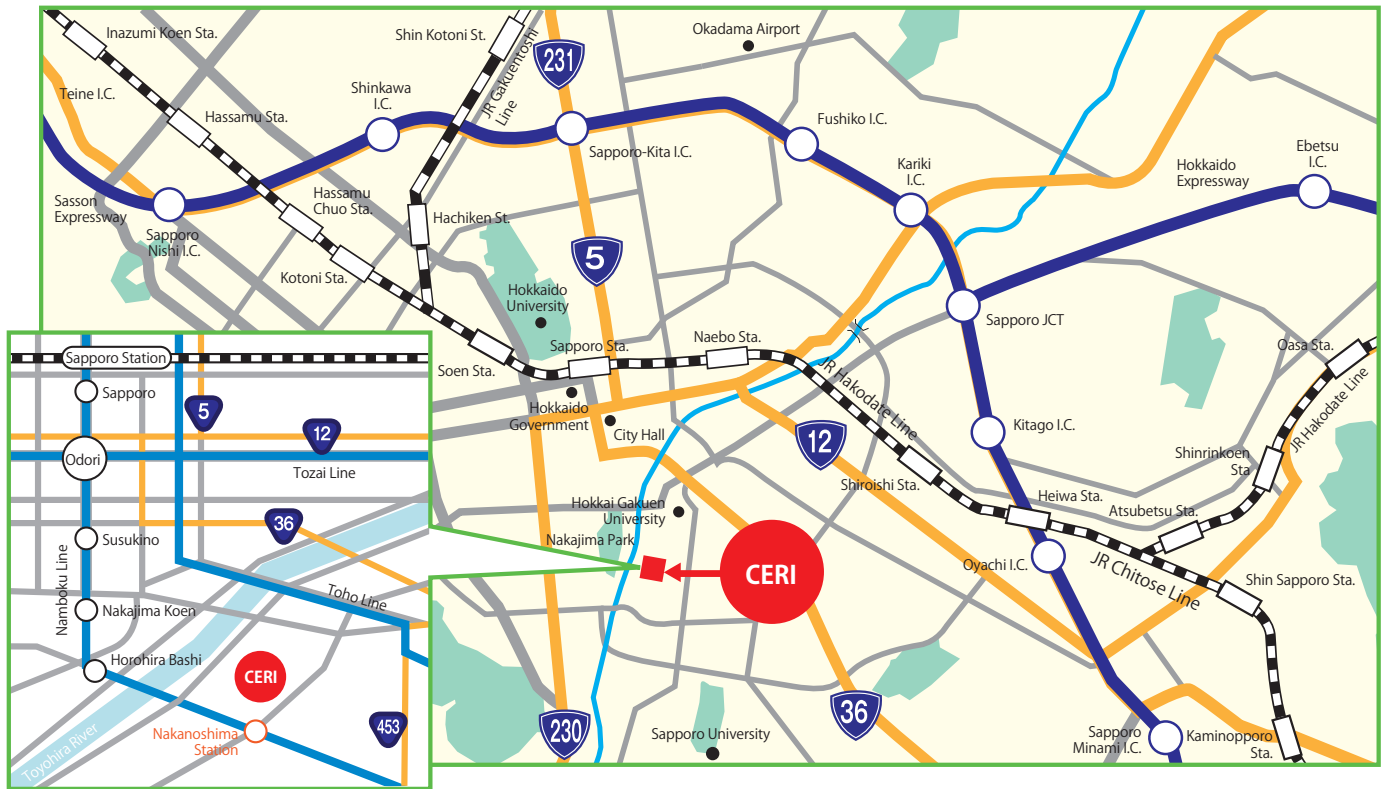 Inazumi Koen Sta.
Shin Kotoni St.
231
Okadama Airport
JR Gakuentoshi
Line
Teine I.C.
Shinkawa
I.C.
Hassamu Sta.
Sapporo-Kita I.C.
Fushiko I.C.
Kariki
I.C.
Hokkaido
Expressway
Ebetsu
I.C.
Sasson
Expressway
Hassamu
Chuo Sta.
Hachiken St.
Sapporo
Nishi I.C.
Kotoni Sta.
5
Hokkaido
University
Sapporo JCT
Soen Sta.
Sapporo Sta.
Naebo Sta.
Oasa Sta.
JR Hakodate Line
JR Hakodate Line
Hokkaido
Government
City Hall
12
Kitago I.C.
Shinrinkoen
Sta
Shiroishi Sta.
Heiwa Sta.
Atsubetsu Sta.
Hokkai Gakuen
University
Nakajima Park
CERI
Oyachi I.C.
JR Chitose Line
Shin Sapporo Sta.
230
Sapporo University
36
Sapporo
Minami I.C.
Kaminopporo
Sta.
Sapporo Station
Sapporo
5
12
Odori
Tozai Line
Susukino
36
Namboku Line
Nakajima Koen
Toho Line
Horohira Bashi
CERI
Nakanoshima
Station
453
Toyohira River